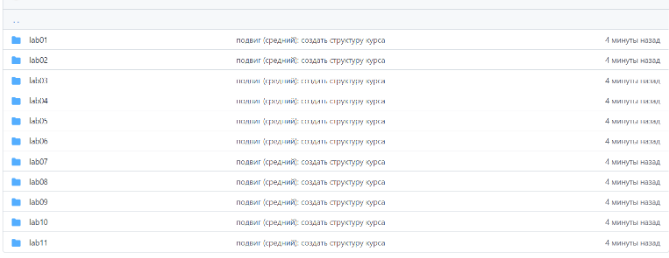 ..
lab01 подвиг (средний): создать структуру курса 4 минуты назад
lab02 подвиг (средний): создать структуру курса 4 минуты назад
lab03 подвиг (средний): создать структуру курса 4 минуты назад
lab04 подвиг (средний): создать структуру курса 4 минуты назад
lab05 подвиг (средний): создать структуру курса 4 минуты назад
lab06 подвиг (средний): создать структуру курса 4 минуты назад
lab07 подвиг (средний): создать структуру курса 4 минуты назад
lab08 подвиг (средний): создать структуру курса 4 минуты назад
lab09 подвиг (средний): создать структуру курса 4 минуты назад
lab10 подвиг (средний): создать структуру курса 4 минуты назад
lab11 подвиг (средний): создать структуру курса 4 минуты назад